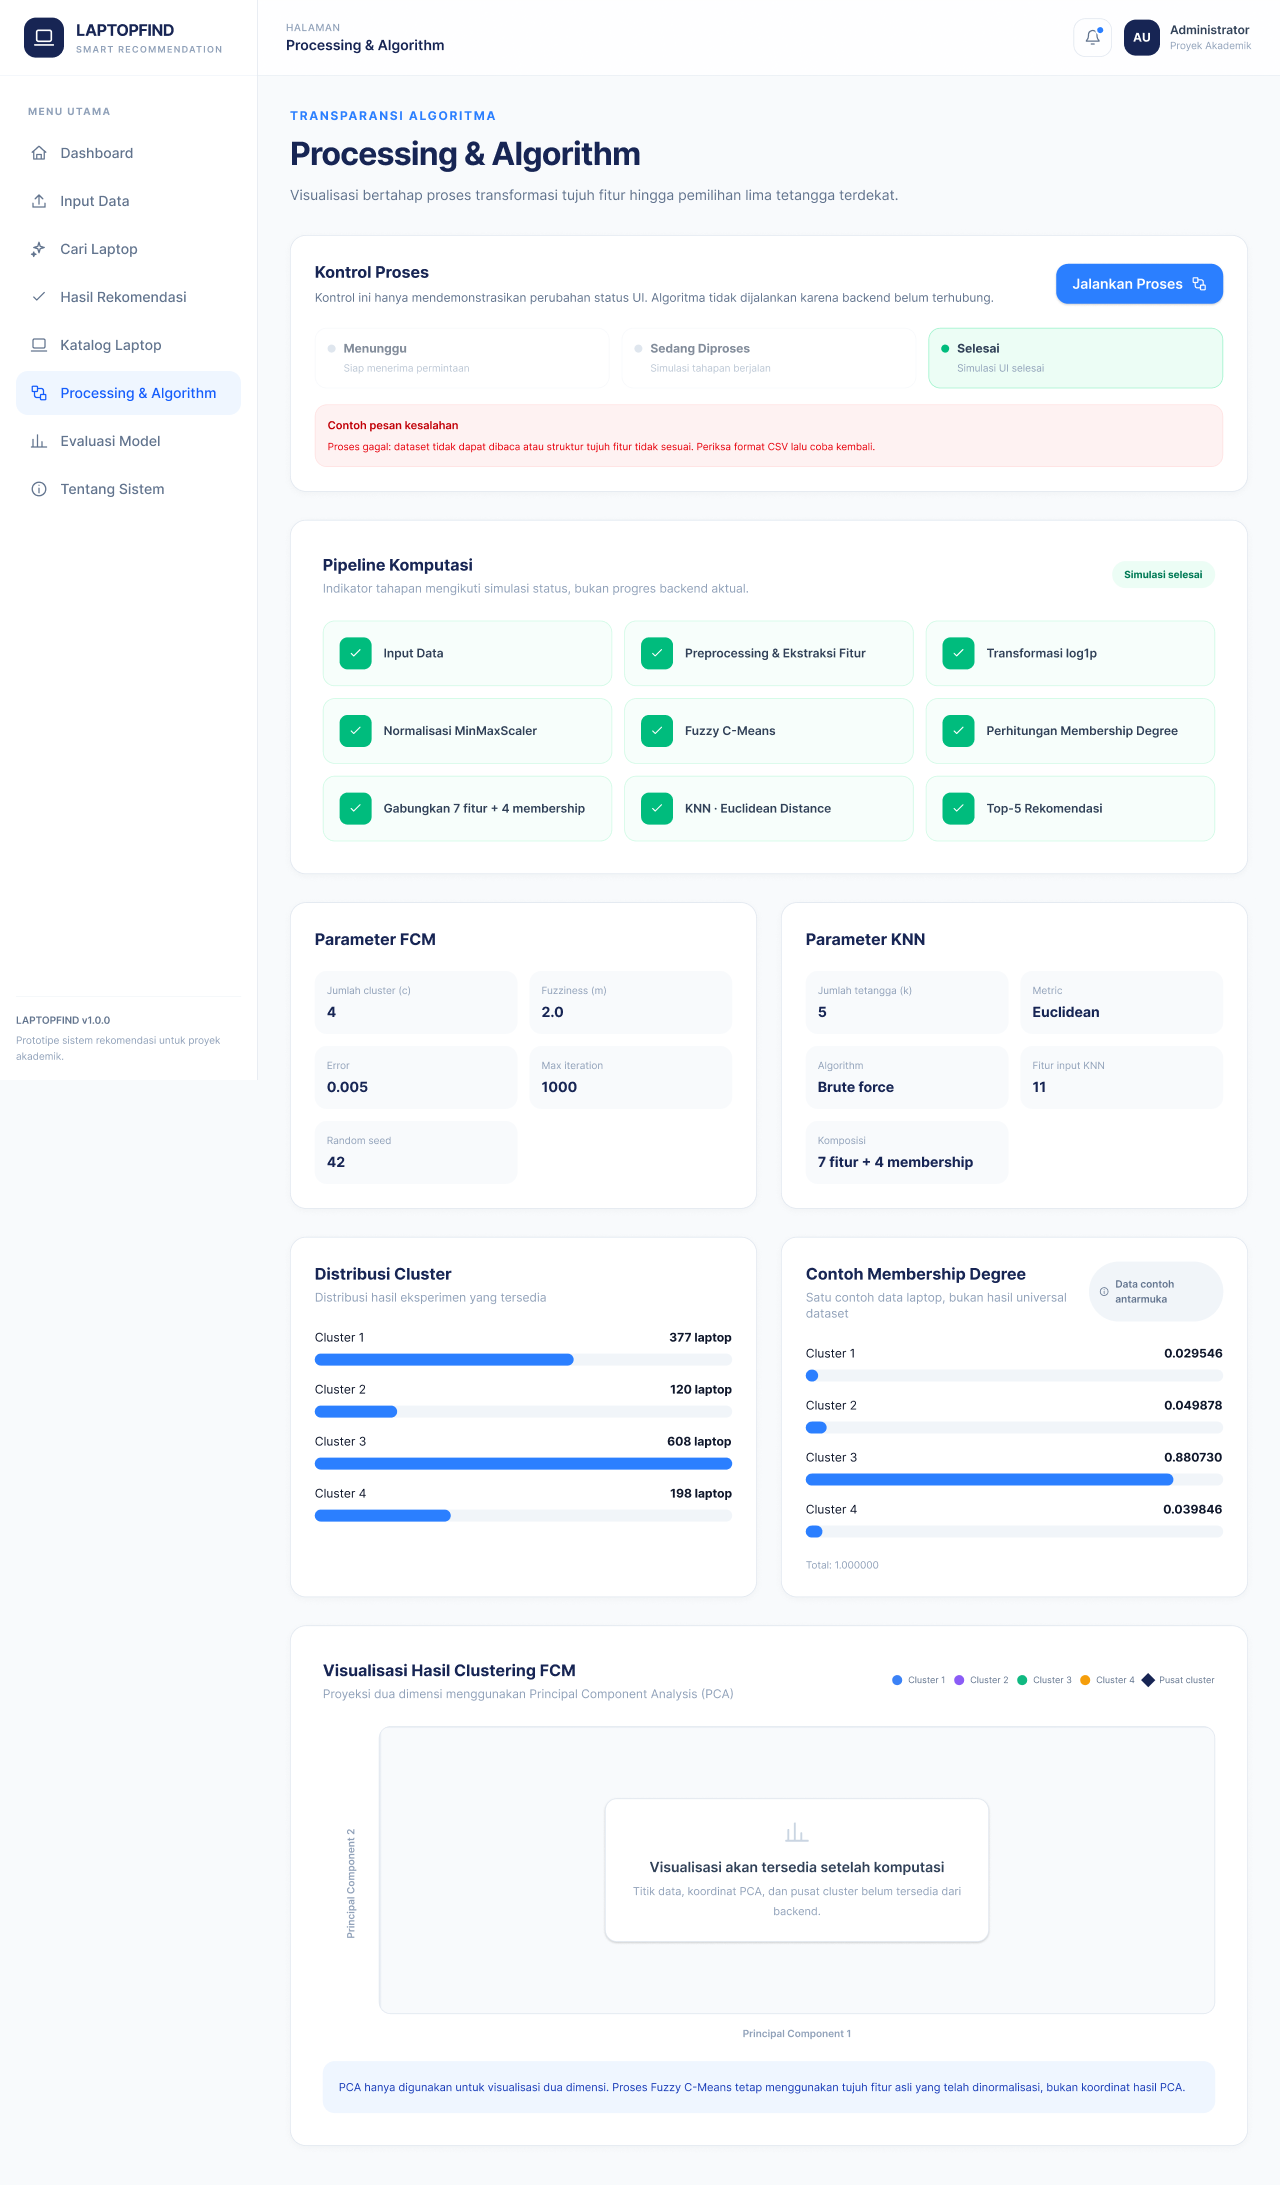 LAPTOPFIND
SMART RECOMMENDATION
HALAMAN
Processing & Algorithm
AU
Administrator
Proyek Akademik
MENU UTAMA
Dashboard
Input Data
Cari Laptop
Hasil Rekomendasi
Katalog Laptop
Processing & Algorithm
Evaluasi Model
Tentang Sistem
LAPTOPFIND v1.0.0
Prototipe sistem rekomendasi untuk proyek
akademik.
TRANSPARANSI ALGORITMA
Processing & Algorithm
Visualisasi bertahap proses transformasi tujuh fitur hingga pemilihan lima tetangga terdekat.
Kontrol Proses
Kontrol ini hanya mendemonstrasikan perubahan status UI. Algoritma tidak dijalankan karena backend belum terhubung.
Jalankan Proses
Menunggu
Siap menerima permintaan
Sedang Diproses
Simulasi tahapan berjalan
Selesai
Simulasi UI selesai
Contoh pesan kesalahan
Proses gagal: dataset tidak dapat dibaca atau struktur tujuh fitur tidak sesuai. Periksa format CSV lalu coba kembali.
Pipeline Komputasi
Indikator tahapan mengikuti simulasi status, bukan progres backend aktual.
Simulasi selesai
Input Data
Preprocessing & Ekstraksi Fitur
Transformasi log1p
Normalisasi MinMaxScaler
Fuzzy C-Means
Perhitungan Membership Degree
Gabungkan 7 fitur + 4 membership
KNN · Euclidean Distance
Top-5 Rekomendasi
Parameter FCM
Jumlah cluster (c)
4
Fuzziness (m)
2.0
Error
0.005
Max iteration
1000
Random seed
42
Parameter KNN
Jumlah tetangga (k)
5
Metric
Euclidean
Algorithm
Brute force
Fitur input KNN
11
Komposisi
7 fitur + 4 membership
Distribusi Cluster
Distribusi hasil eksperimen yang tersedia
Cluster 1 377 laptop
Cluster 2 120 laptop
Cluster 3 608 laptop
Cluster 4 198 laptop
Contoh Membership Degree
Satu contoh data laptop, bukan hasil universal
dataset
Data contoh
antarmuka
Cluster 1 0.029546
Cluster 2 0.049878
Cluster 3 0.880730
Cluster 4 0.039846
Total: 1.000000
Visualisasi Hasil Clustering FCM
Proyeksi dua dimensi menggunakan Principal Component Analysis (PCA)
Cluster 1 Cluster 2 Cluster 3 Cluster 4 Pusat cluster
Principal Component 2
Visualisasi akan tersedia setelah komputasi
Titik data, koordinat PCA, dan pusat cluster belum tersedia dari
backend.
Principal Component 1
PCA hanya digunakan untuk visualisasi dua dimensi. Proses Fuzzy C-Means tetap menggunakan tujuh fitur asli yang telah dinormalisasi, bukan koordinat hasil PCA.